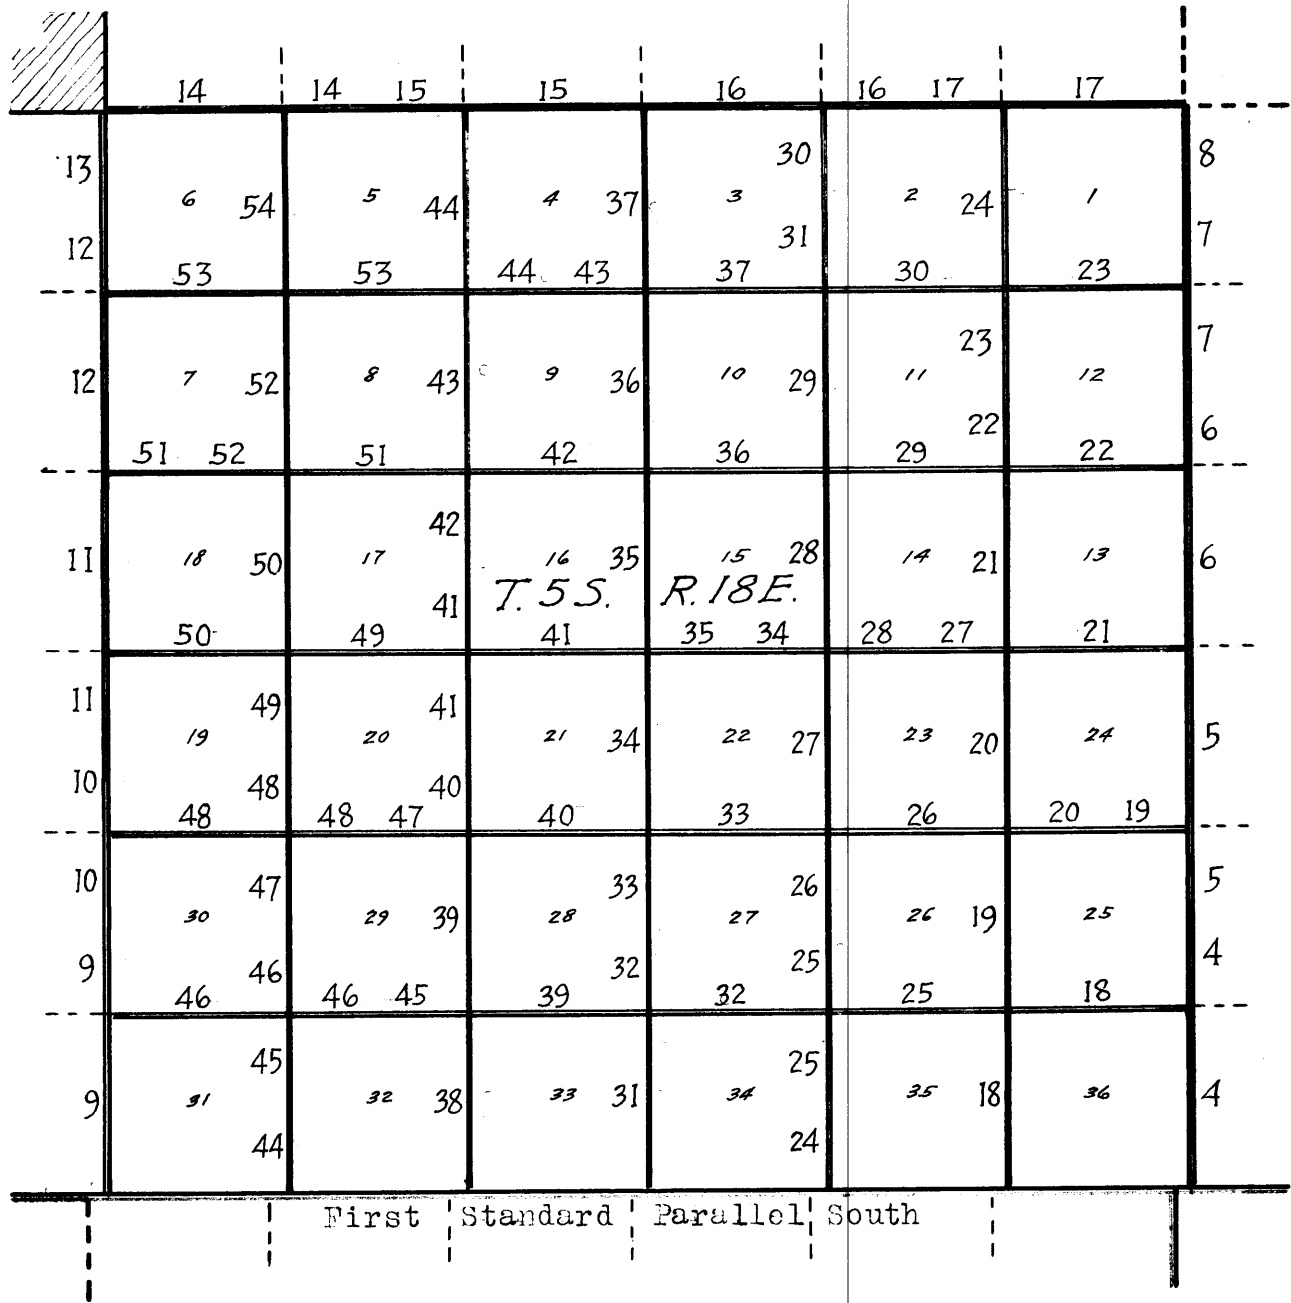 14 14 15 15 16 16 17 17
13 30 8
6 54 5 44 4 37 3 2 24 1
12 31 7
53 53 44 43 37 30 23
23 7
12 7 52 8 43 9 36 10 29 11 12
22 6
51 52 51 42 36 29 22
42
11 18 50 17 16 35 15 28 14 21 13 6
41 T. 5 S. R. 18 E.
50 49 41 35 34 28 27 21
11 49 41
19 20 21 34 22 27 23 20 24 5
10 48 40
48 48 47 40 33 26 20 19
10 47 33 26 5
30 29 39 28 27 26 19 25
9 46 32 25 4
46 46 45 39 32 25 18
45 25
9 31 32 38 33 31 34 35 18 36 4
44 24
First Standard Parallel South